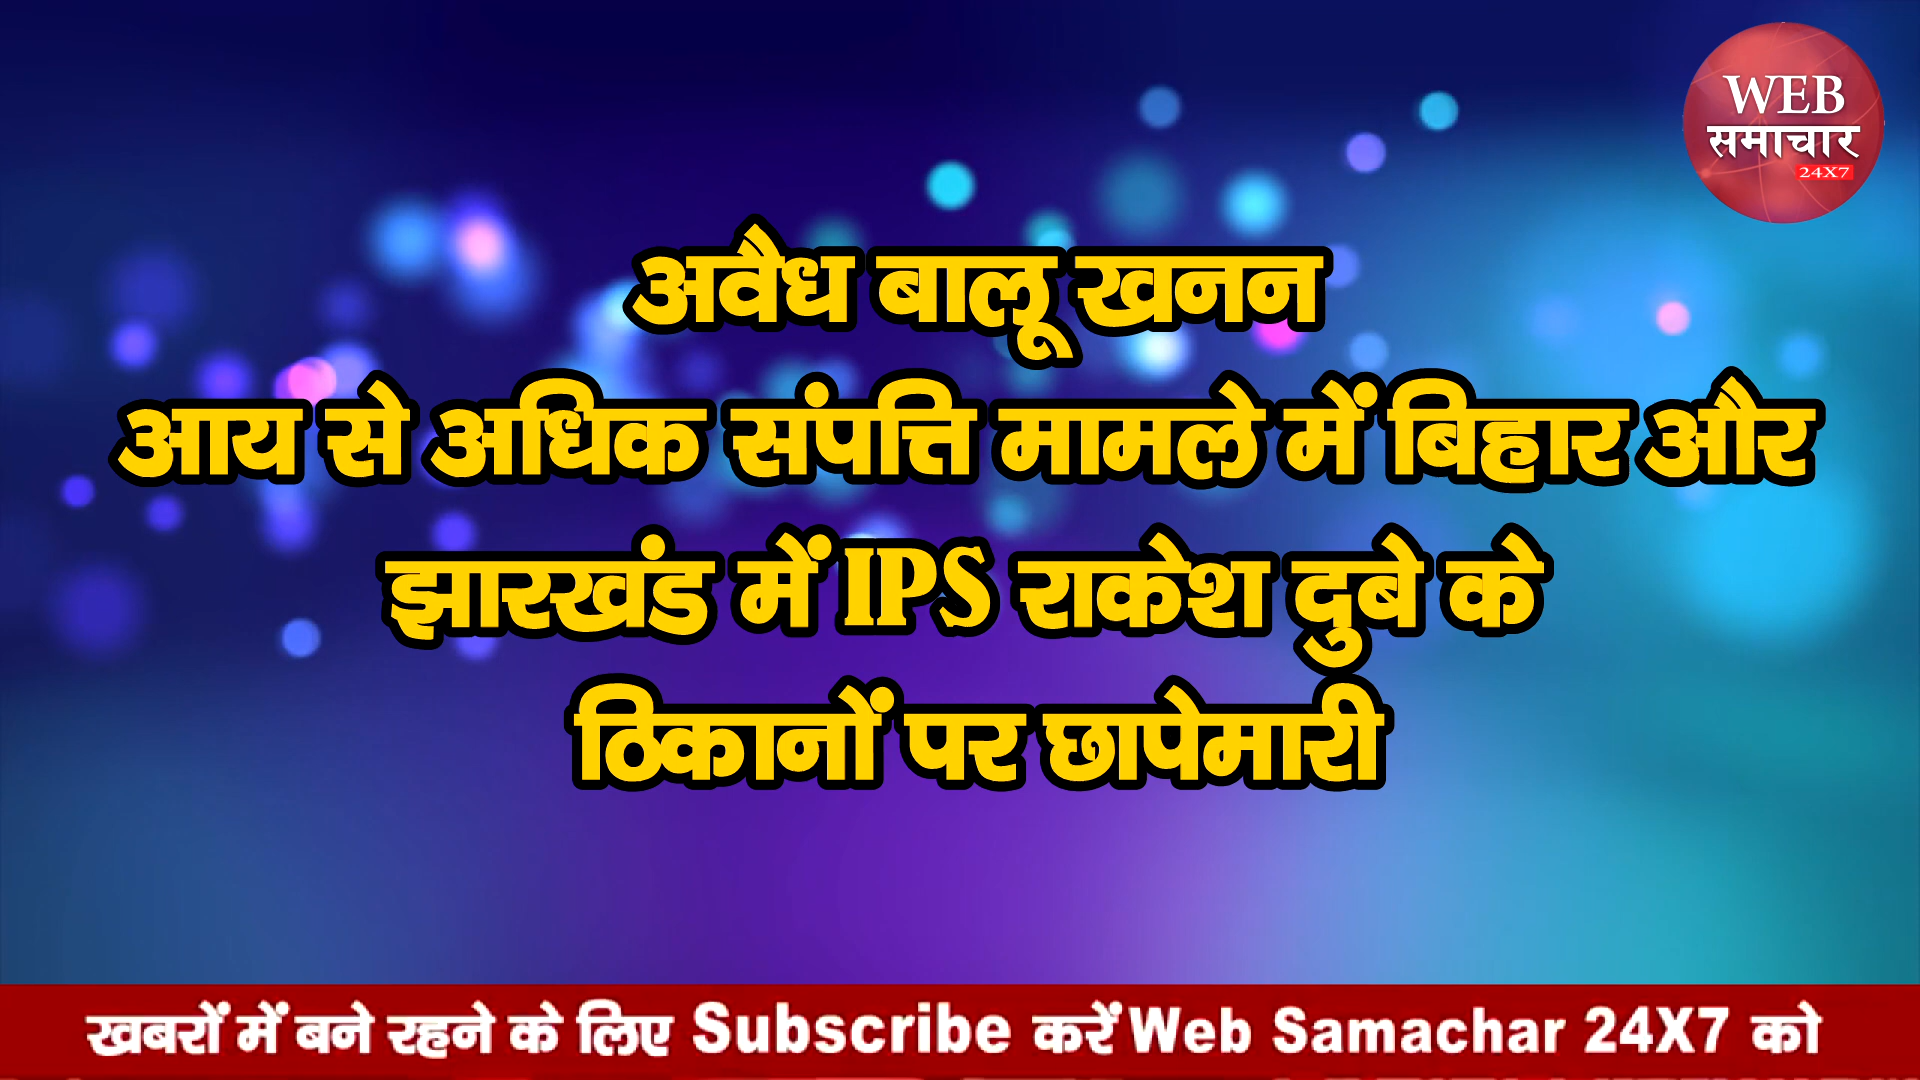 WEB
समाचार
24X7
अवैध बालू खनन
आय से अधिक संपत्ति मामले में बिहार और
झारखंड में IPS राकेश दुबे के
ठिकानों पर छापेमारी
खबरों में बने रहने के लिए Subscribe करें Web Samachar 24X7 को